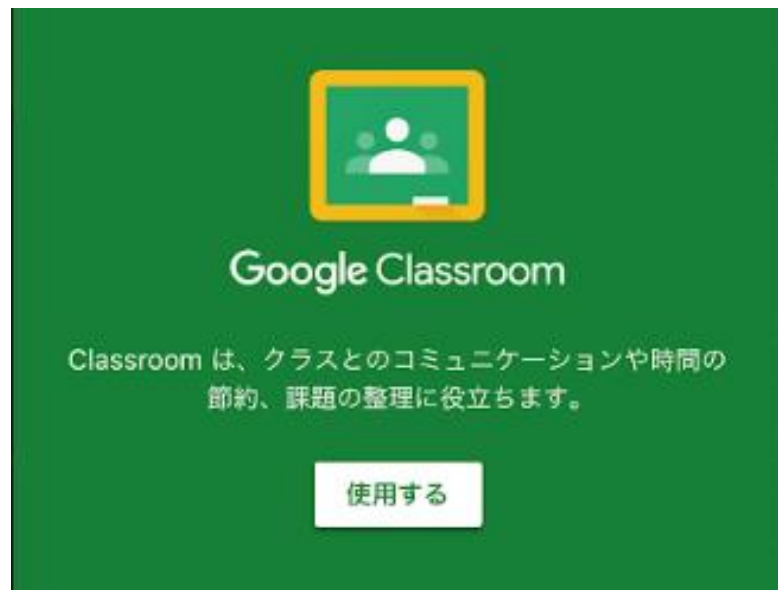 Google Classroom
Classroom は、クラスとのコミュニケーションや時間の
節約、課題の整理に役立ちます。
使用する